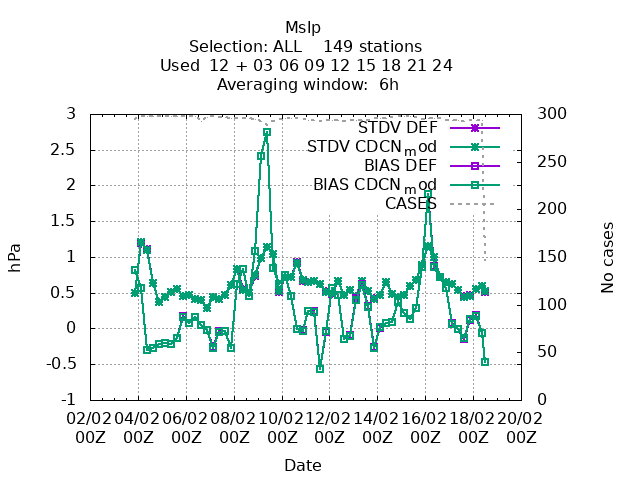 Mslp
Selection: ALL    149 stations
Used  12 + 03 06 09 12 15 18 21 24
Averaging window:  6h
3
2.5
2
1.5
1
0.5
0
-0.5
-1
hPa
300
250
200
150
100
50
0
No cases
STDV DEF
STDV CDCNmod
BIAS DEF
BIAS CDCNmod
CASES
02/02 04/02 06/02 08/02 10/02 12/02 14/02 16/02 18/02 20/02
00Z 00Z 00Z 00Z 00Z 00Z 00Z 00Z 00Z 00Z
Date